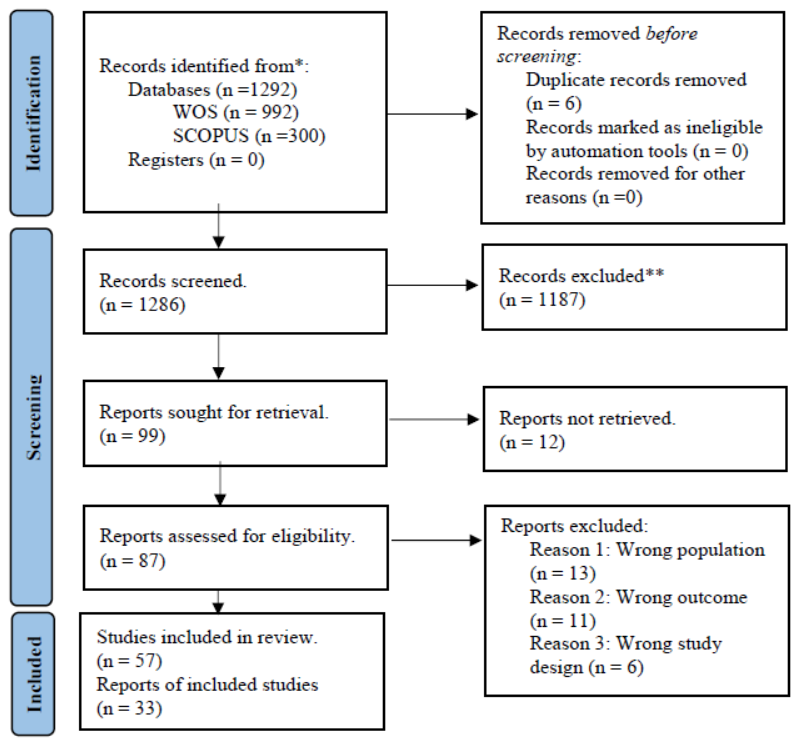 Identification
Records identified from*:
Databases (n =1292)
WOS (n = 992)
SCOPUS (n =300)
Registers (n = 0)
Records removed before
screening:
Duplicate records removed
(n = 6)
Records marked as ineligible
by automation tools (n = 0)
Records removed for other
reasons (n =0)
Screening
Records screened.
(n = 1286)
Records excluded**
(n = 1187)
Reports sought for retrieval.
(n = 99)
Reports not retrieved.
(n = 12)
Reports assessed for eligibility.
(n = 87)
Reports excluded:
Reason 1: Wrong population
(n = 13)
Reason 2: Wrong outcome
(n = 11)
Reason 3: Wrong study
design (n = 6)
Included
Studies included in review.
(n = 57)
Reports of included studies
(n = 33)